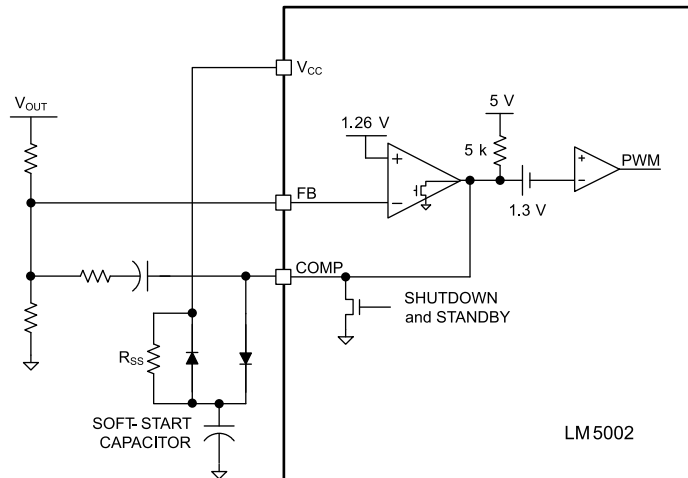 VCC
VOUT
5 V
1.26 V
5 k
+
+
PWM
FB
-
-
1.3 V
COMP
SHUTDOWN
and STANDBY
RSS
SOFT-START
CAPACITOR
LM5002